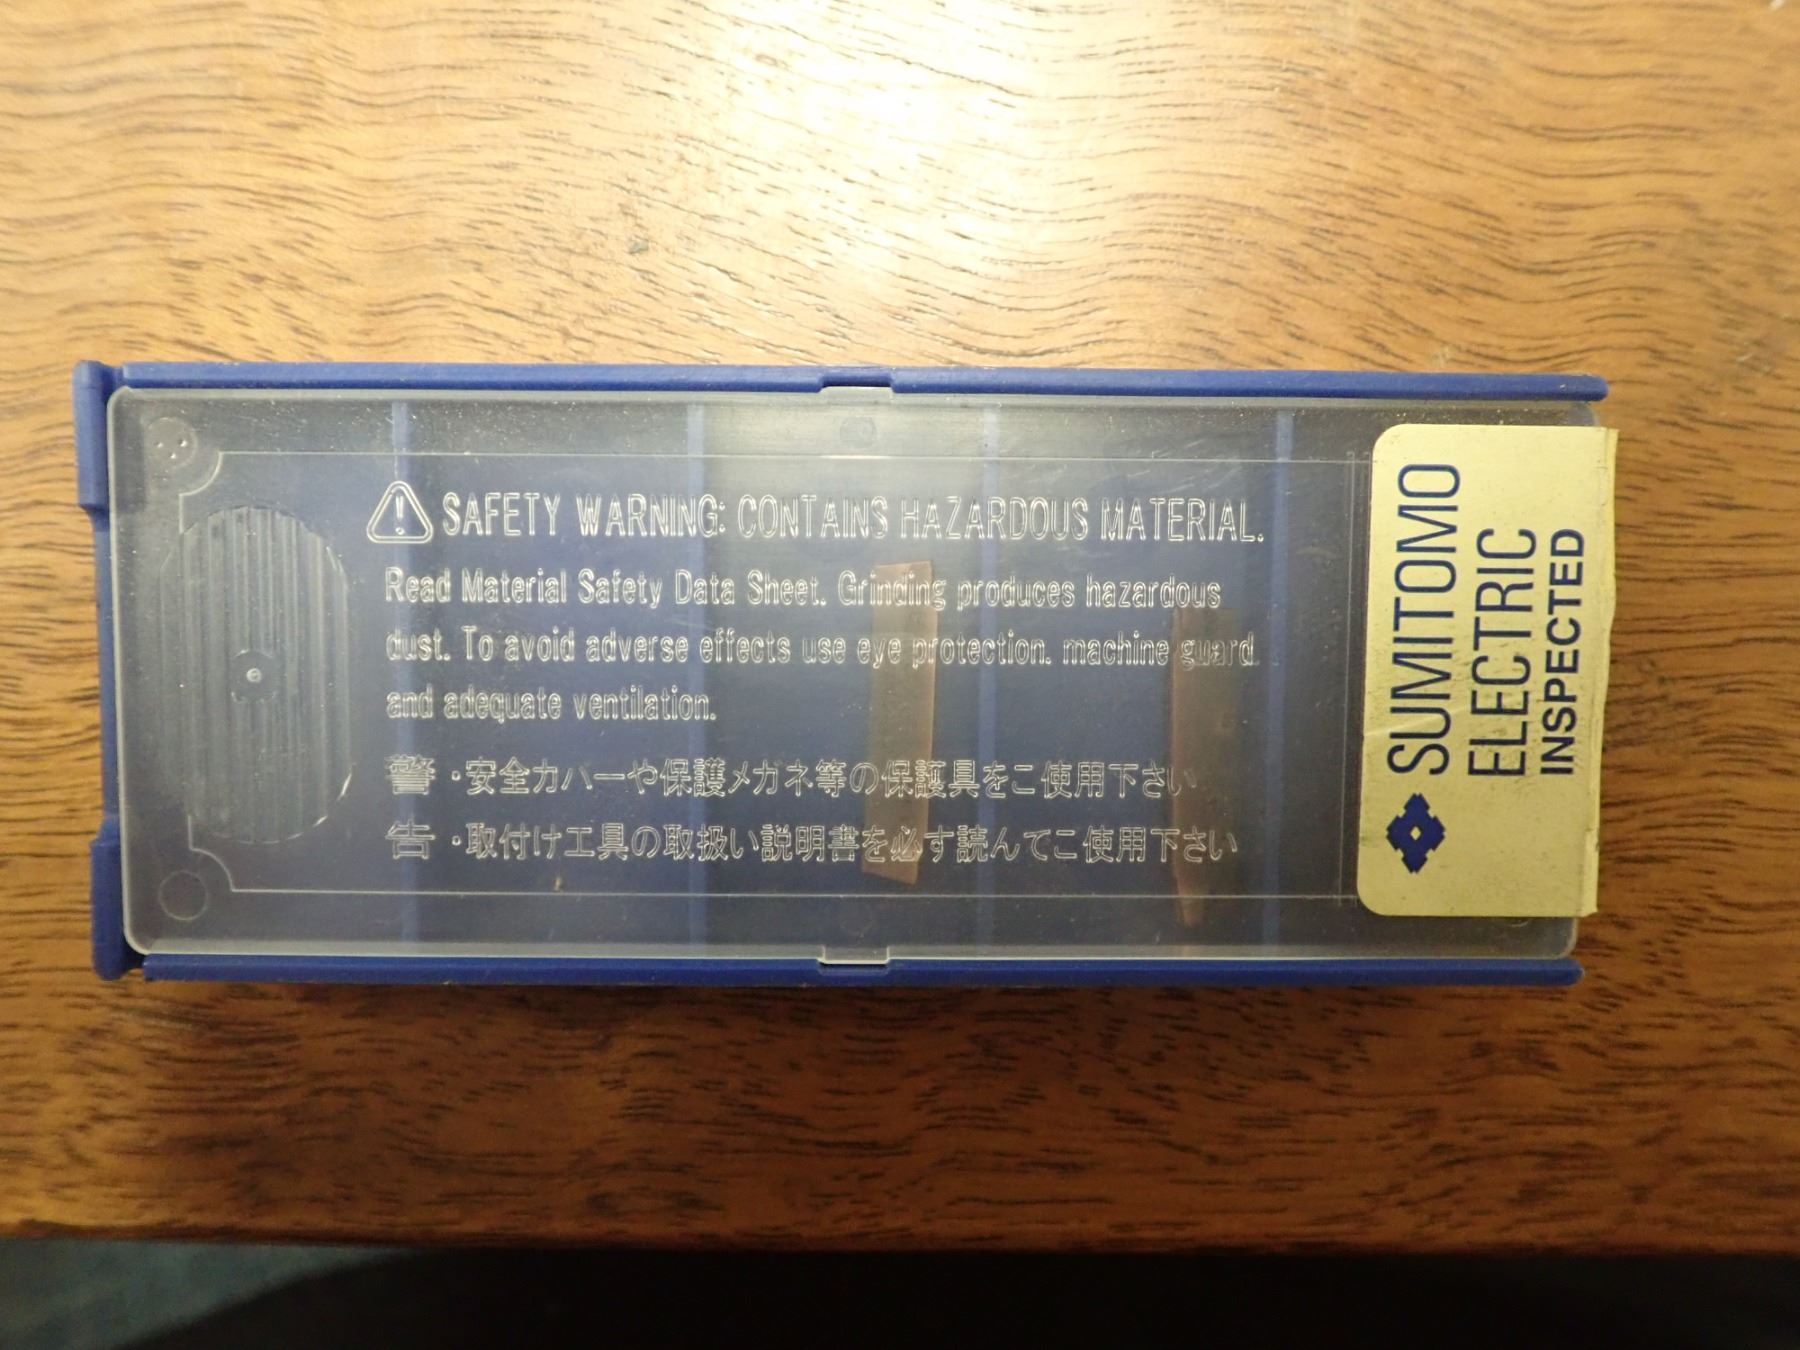 SAFETY WARNING: CONTAINS HAZARDOUS MATERIAL.
Read Material Safety Data Sheet. Grinding produces hazardous
dust. To avoid adverse effects use eye protection. machine guard
and adequate ventilation.
警・安全カバーや保護メガネ等の保護具をご使用下さい
告・取付け工具の取扱い説明書を必ず読んでご使用下さい
SUMITOMO
ELECTRIC
INSPECTED